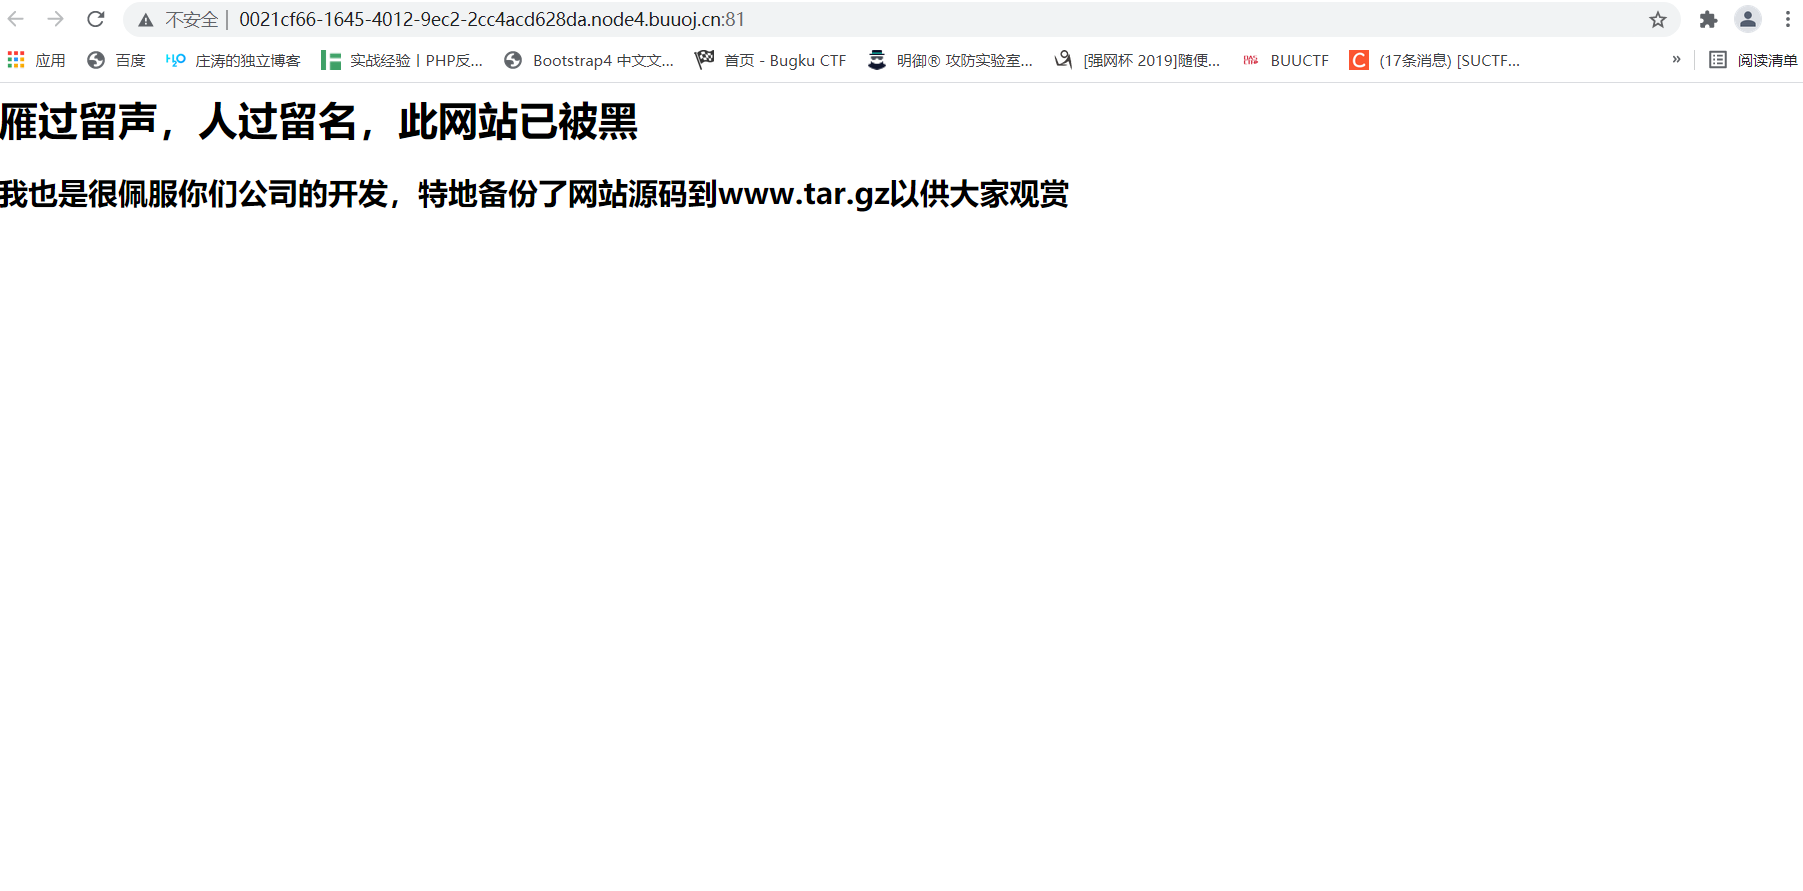 不安全 0021cf66-1645-4012-9ec2-2cc4acd628da.node4.buuoj.cn:81
应用 百度 H2O 庄涛的独立博客 实战经验丨PHP反... Bootstrap4 中文文... 首页 - Bugku CTF 明御® 攻防实验室... [强网杯 2019]随便... BUUCTF C (17条消息) [SUCTF... » 阅读清单
雁过留声，人过留名，此网站已被黑
我也是很佩服你们公司的开发，特地备份了网站源码到www.tar.gz以供大家观赏